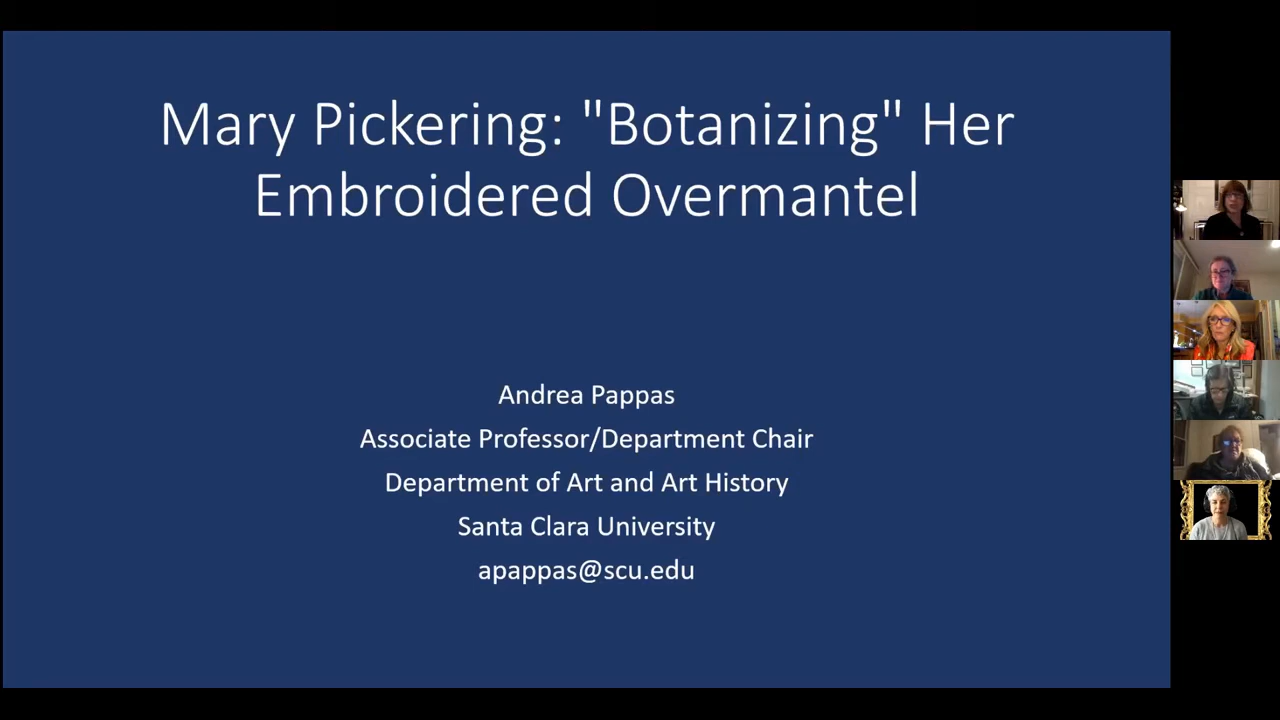 Mary Pickering: "Botanizing" Her
Embroidered Overmantel
Andrea Pappas
Associate Professor/Department Chair
Department of Art and Art History
Santa Clara University
apappas@scu.edu